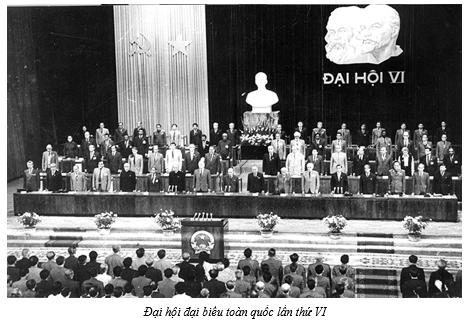 ĐẠI HỘI VI
Đại hội đại biểu toàn quốc lần thứ VI